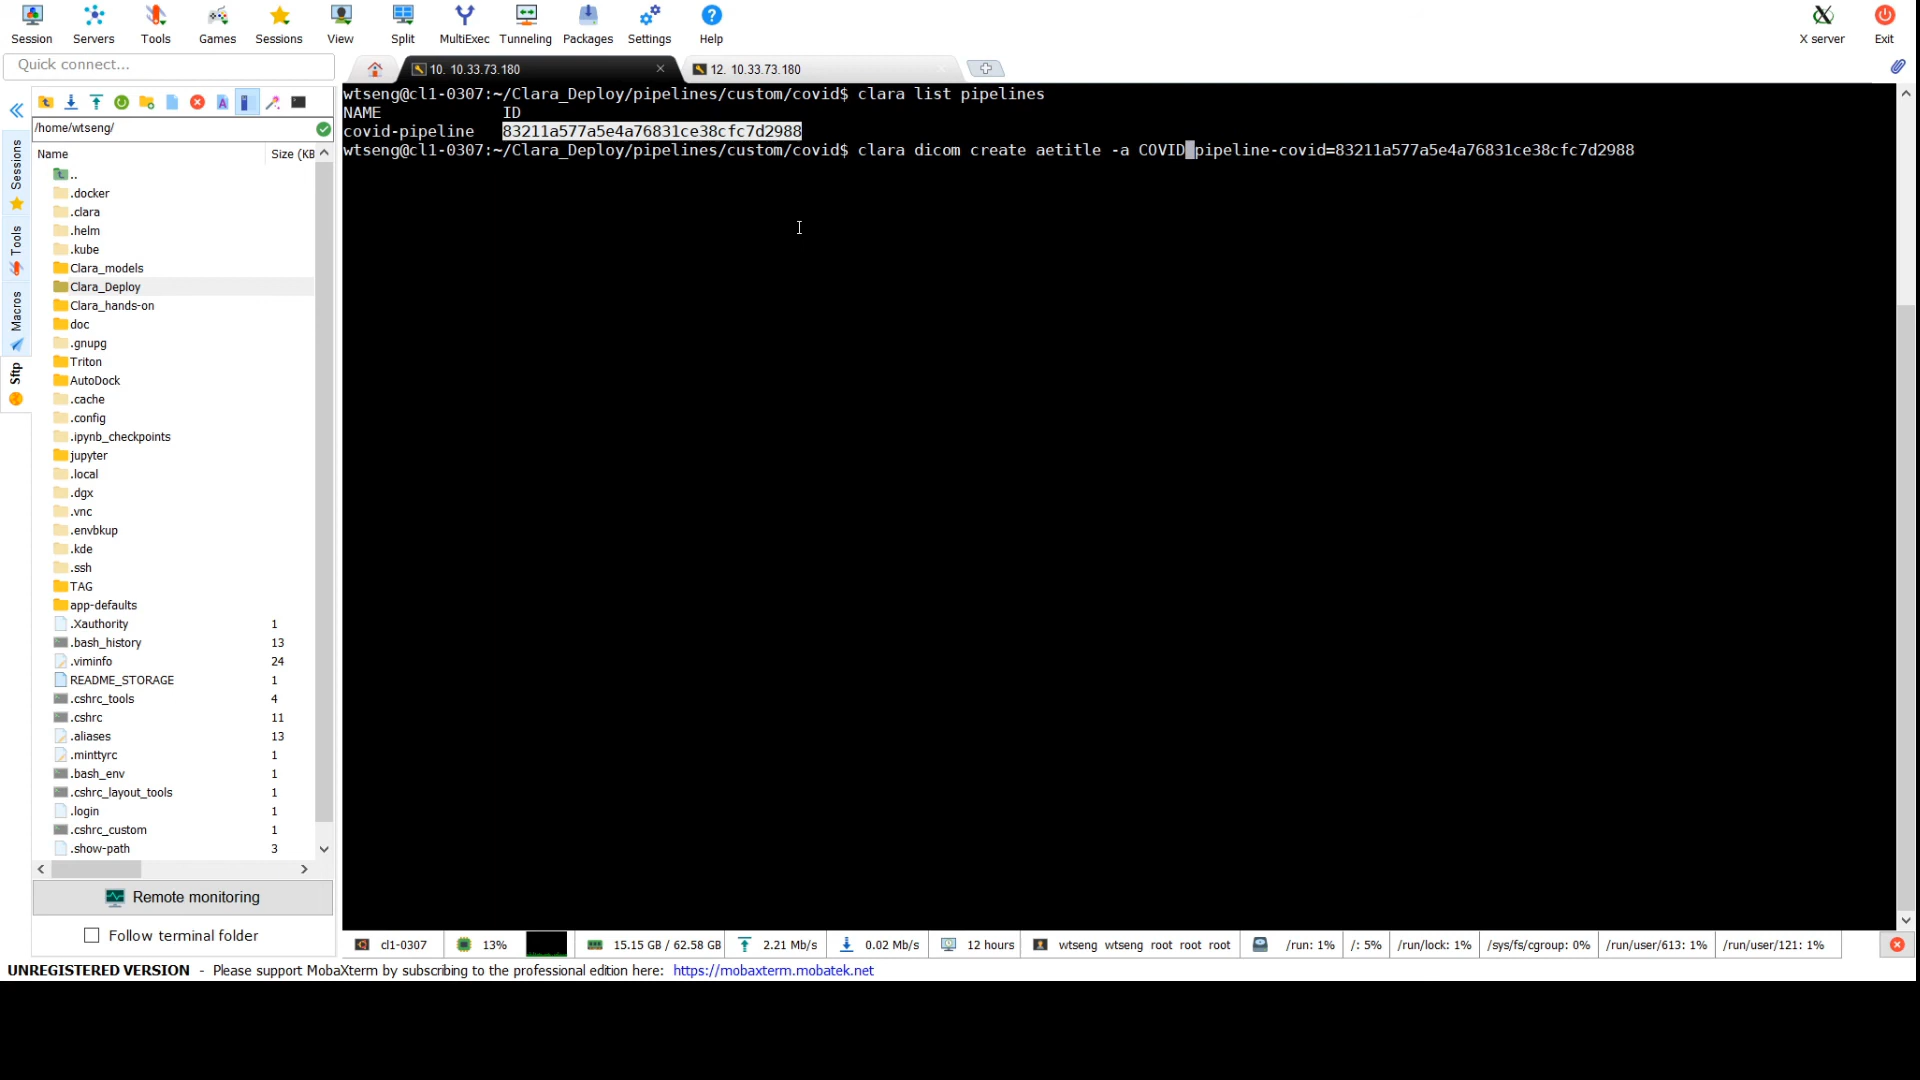 Session Servers Tools Games Sessions View Split MultiExec Tunneling Packages Settings Help X server Exit
Quick connect...
10. 10.33.73.180
12. 10.33.73.180
wtseng@cl1-0307:~/Clara_Deploy/pipelines/custom/covid$ clara list pipelines
NAME ID
covid-pipeline 83211a577a5e4a76831ce38cfc7d2988
wtseng@cl1-0307:~/Clara_Deploy/pipelines/custom/covid$ clara dicom create aetitle -a COVID pipeline-covid=83211a577a5e4a76831ce38cfc7d2988
Sessions
Tools
Macros
Sftp
/home/wtseng/
Name Size (KB
..
.docker
.clara
.helm
.kube
Clara_models
Clara_Deploy
Clara_hands-on
doc
.gnupg
Triton
AutoDock
.cache
.config
.ipynb_checkpoints
jupyter
.local
.dgx
.vnc
.envbkup
.kde
.ssh
TAG
app-defaults
.Xauthority 1
.bash_history 13
.viminfo 24
README_STORAGE 1
.cshrc_tools 4
.cshrc 11
.aliases 13
.minttyrc 1
.bash_env 1
.cshrc_layout_tools 1
.login 1
.cshrc_custom 1
.show-path 3
Remote monitoring
Follow terminal folder
cl1-0307 13% 15.15 GB / 62.58 GB 2.21 Mb/s 0.02 Mb/s 12 hours wtseng wtseng root root root /run: 1% /: 5% /run/lock: 1% /sys/fs/cgroup: 0% /run/user/613: 1% /run/user/121: 1%
UNREGISTERED VERSION - Please support MobaXterm by subscribing to the professional edition here: https://mobaxterm.mobatek.net